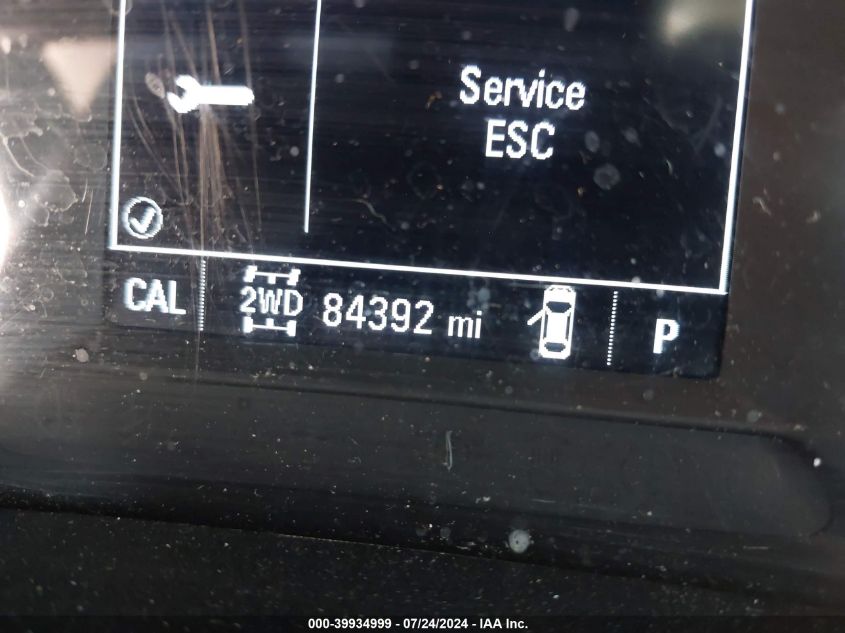 Service
ESC
CAL 2WD 84392 mi P
000-39934999 / 07/24/2024 - IAA Inc.